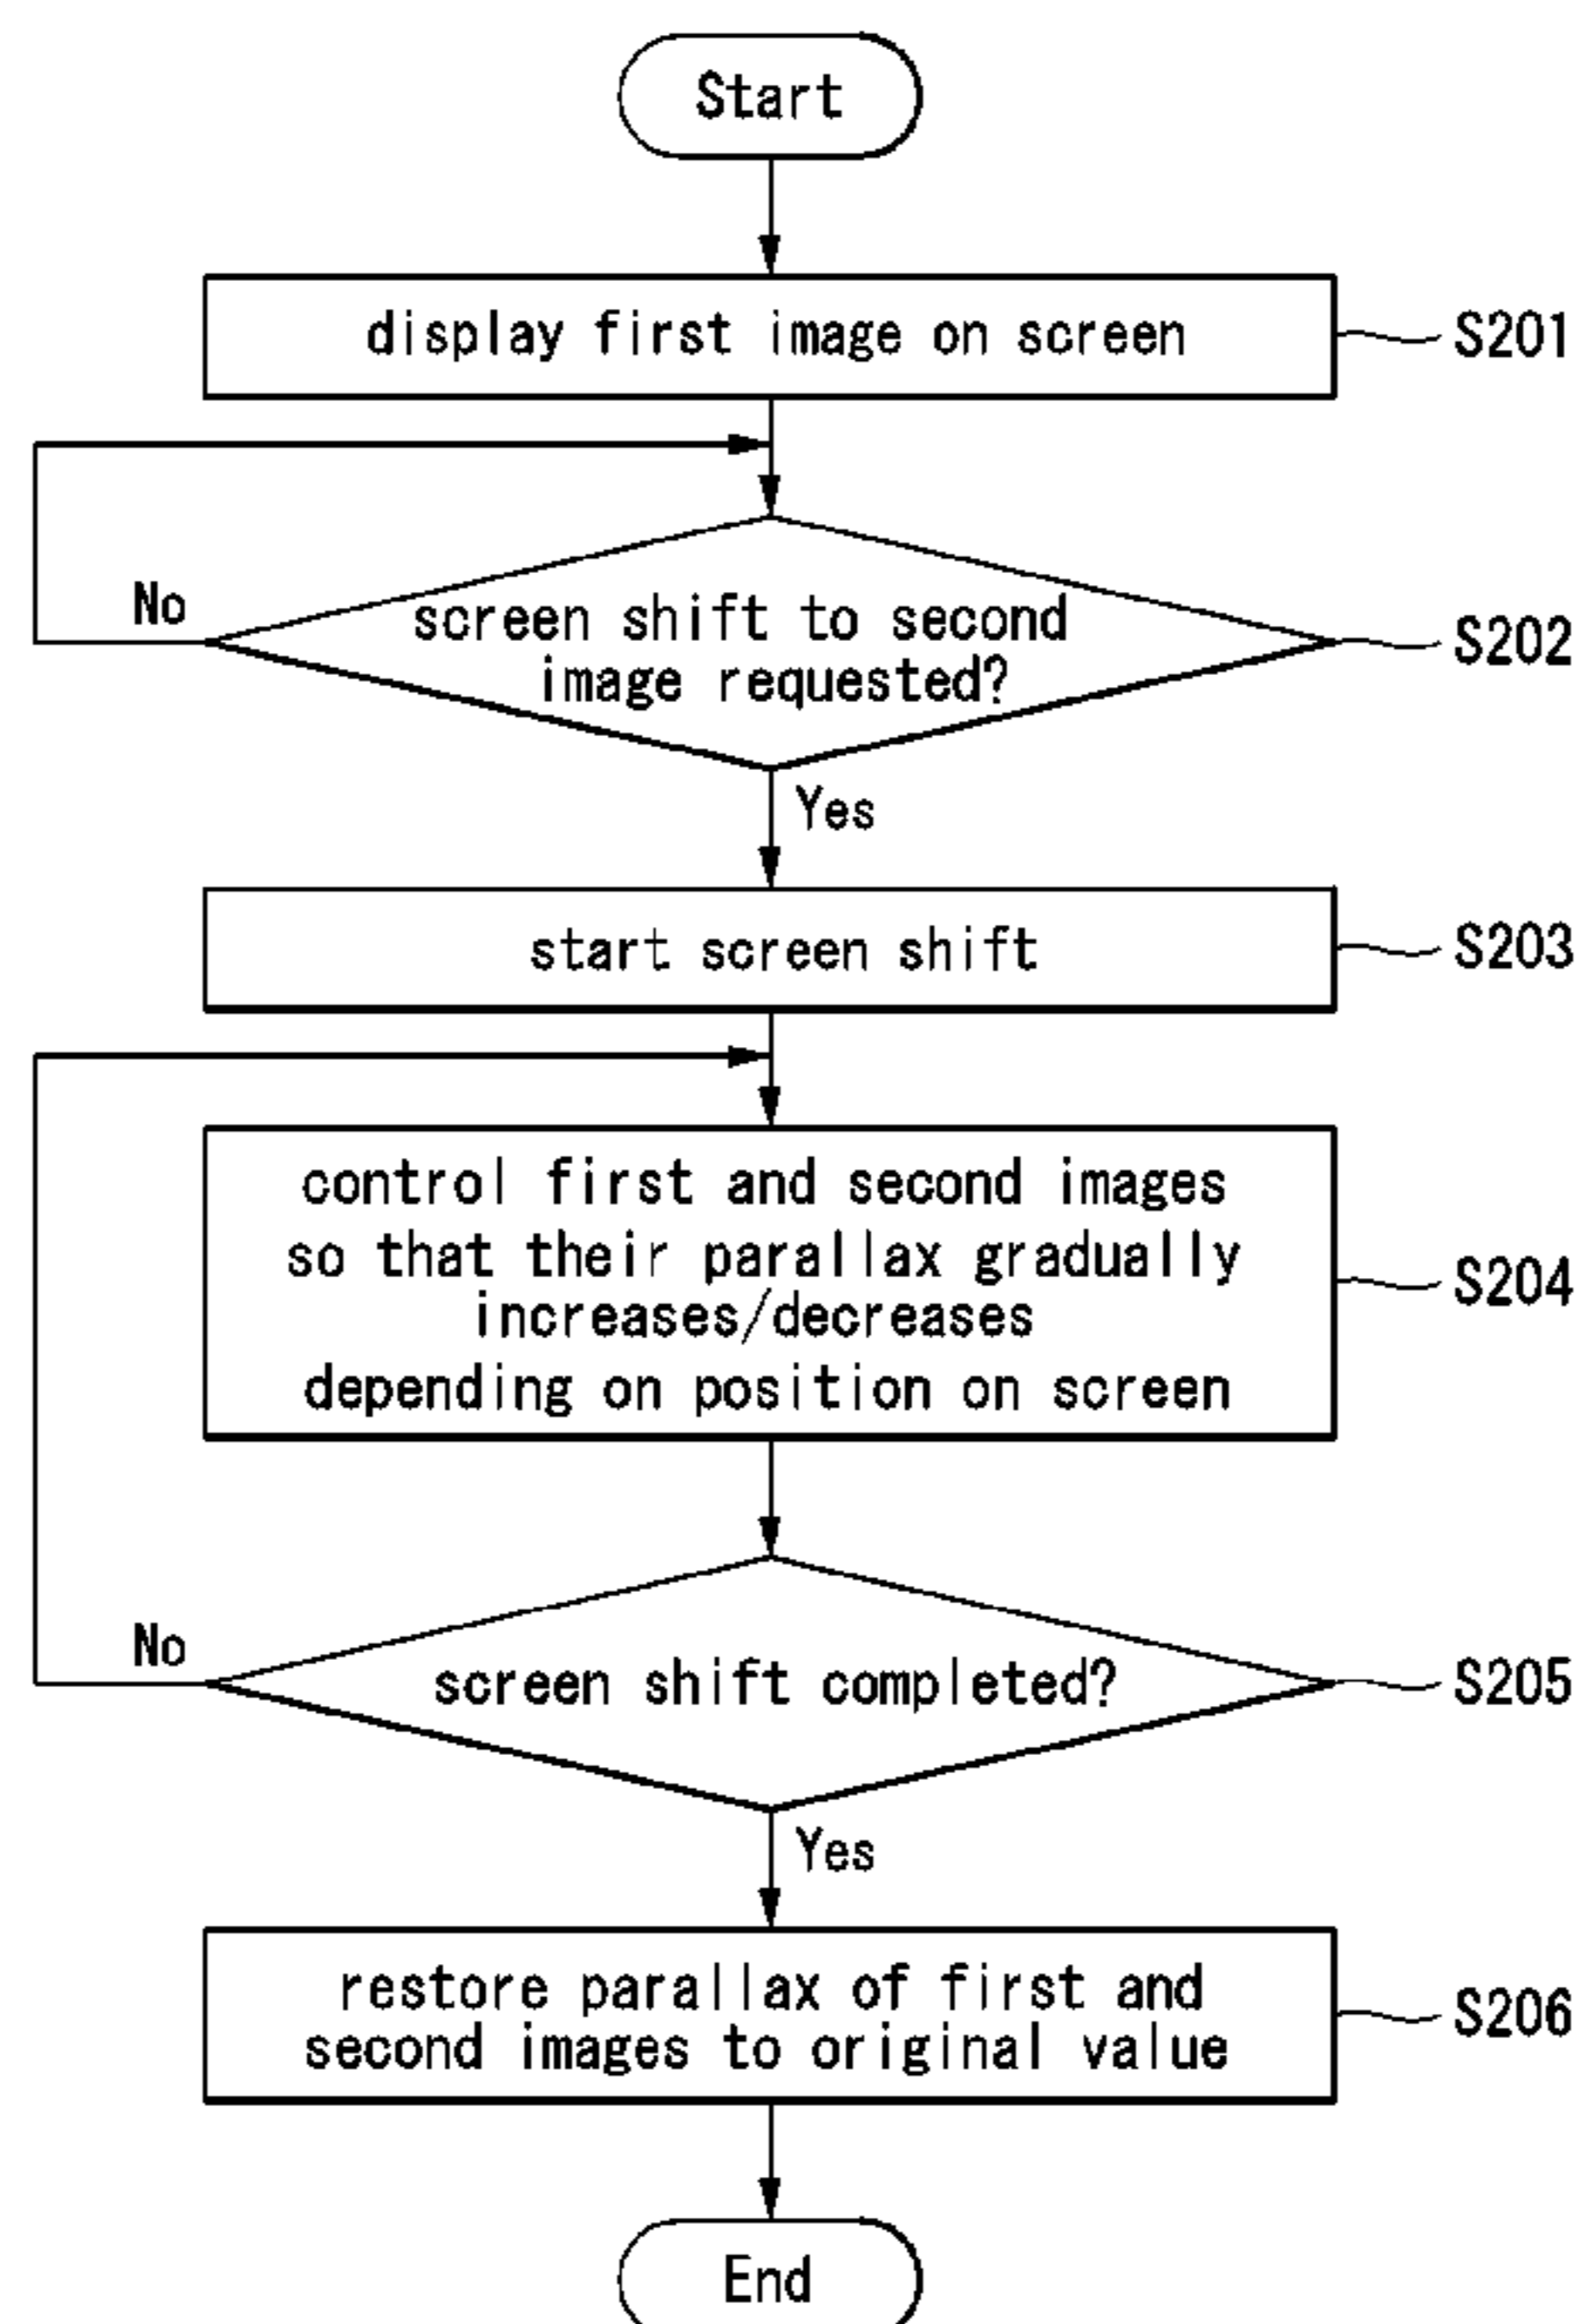 Start
display first image on screen
S201
No
screen shift to second
image requested?
S202
Yes
start screen shift
S203
control first and second images
so that their parallax gradually
increases/decreases
depending on position on screen
S204
No
screen shift completed?
S205
Yes
restore parallax of first and
second images to original value
S206
End